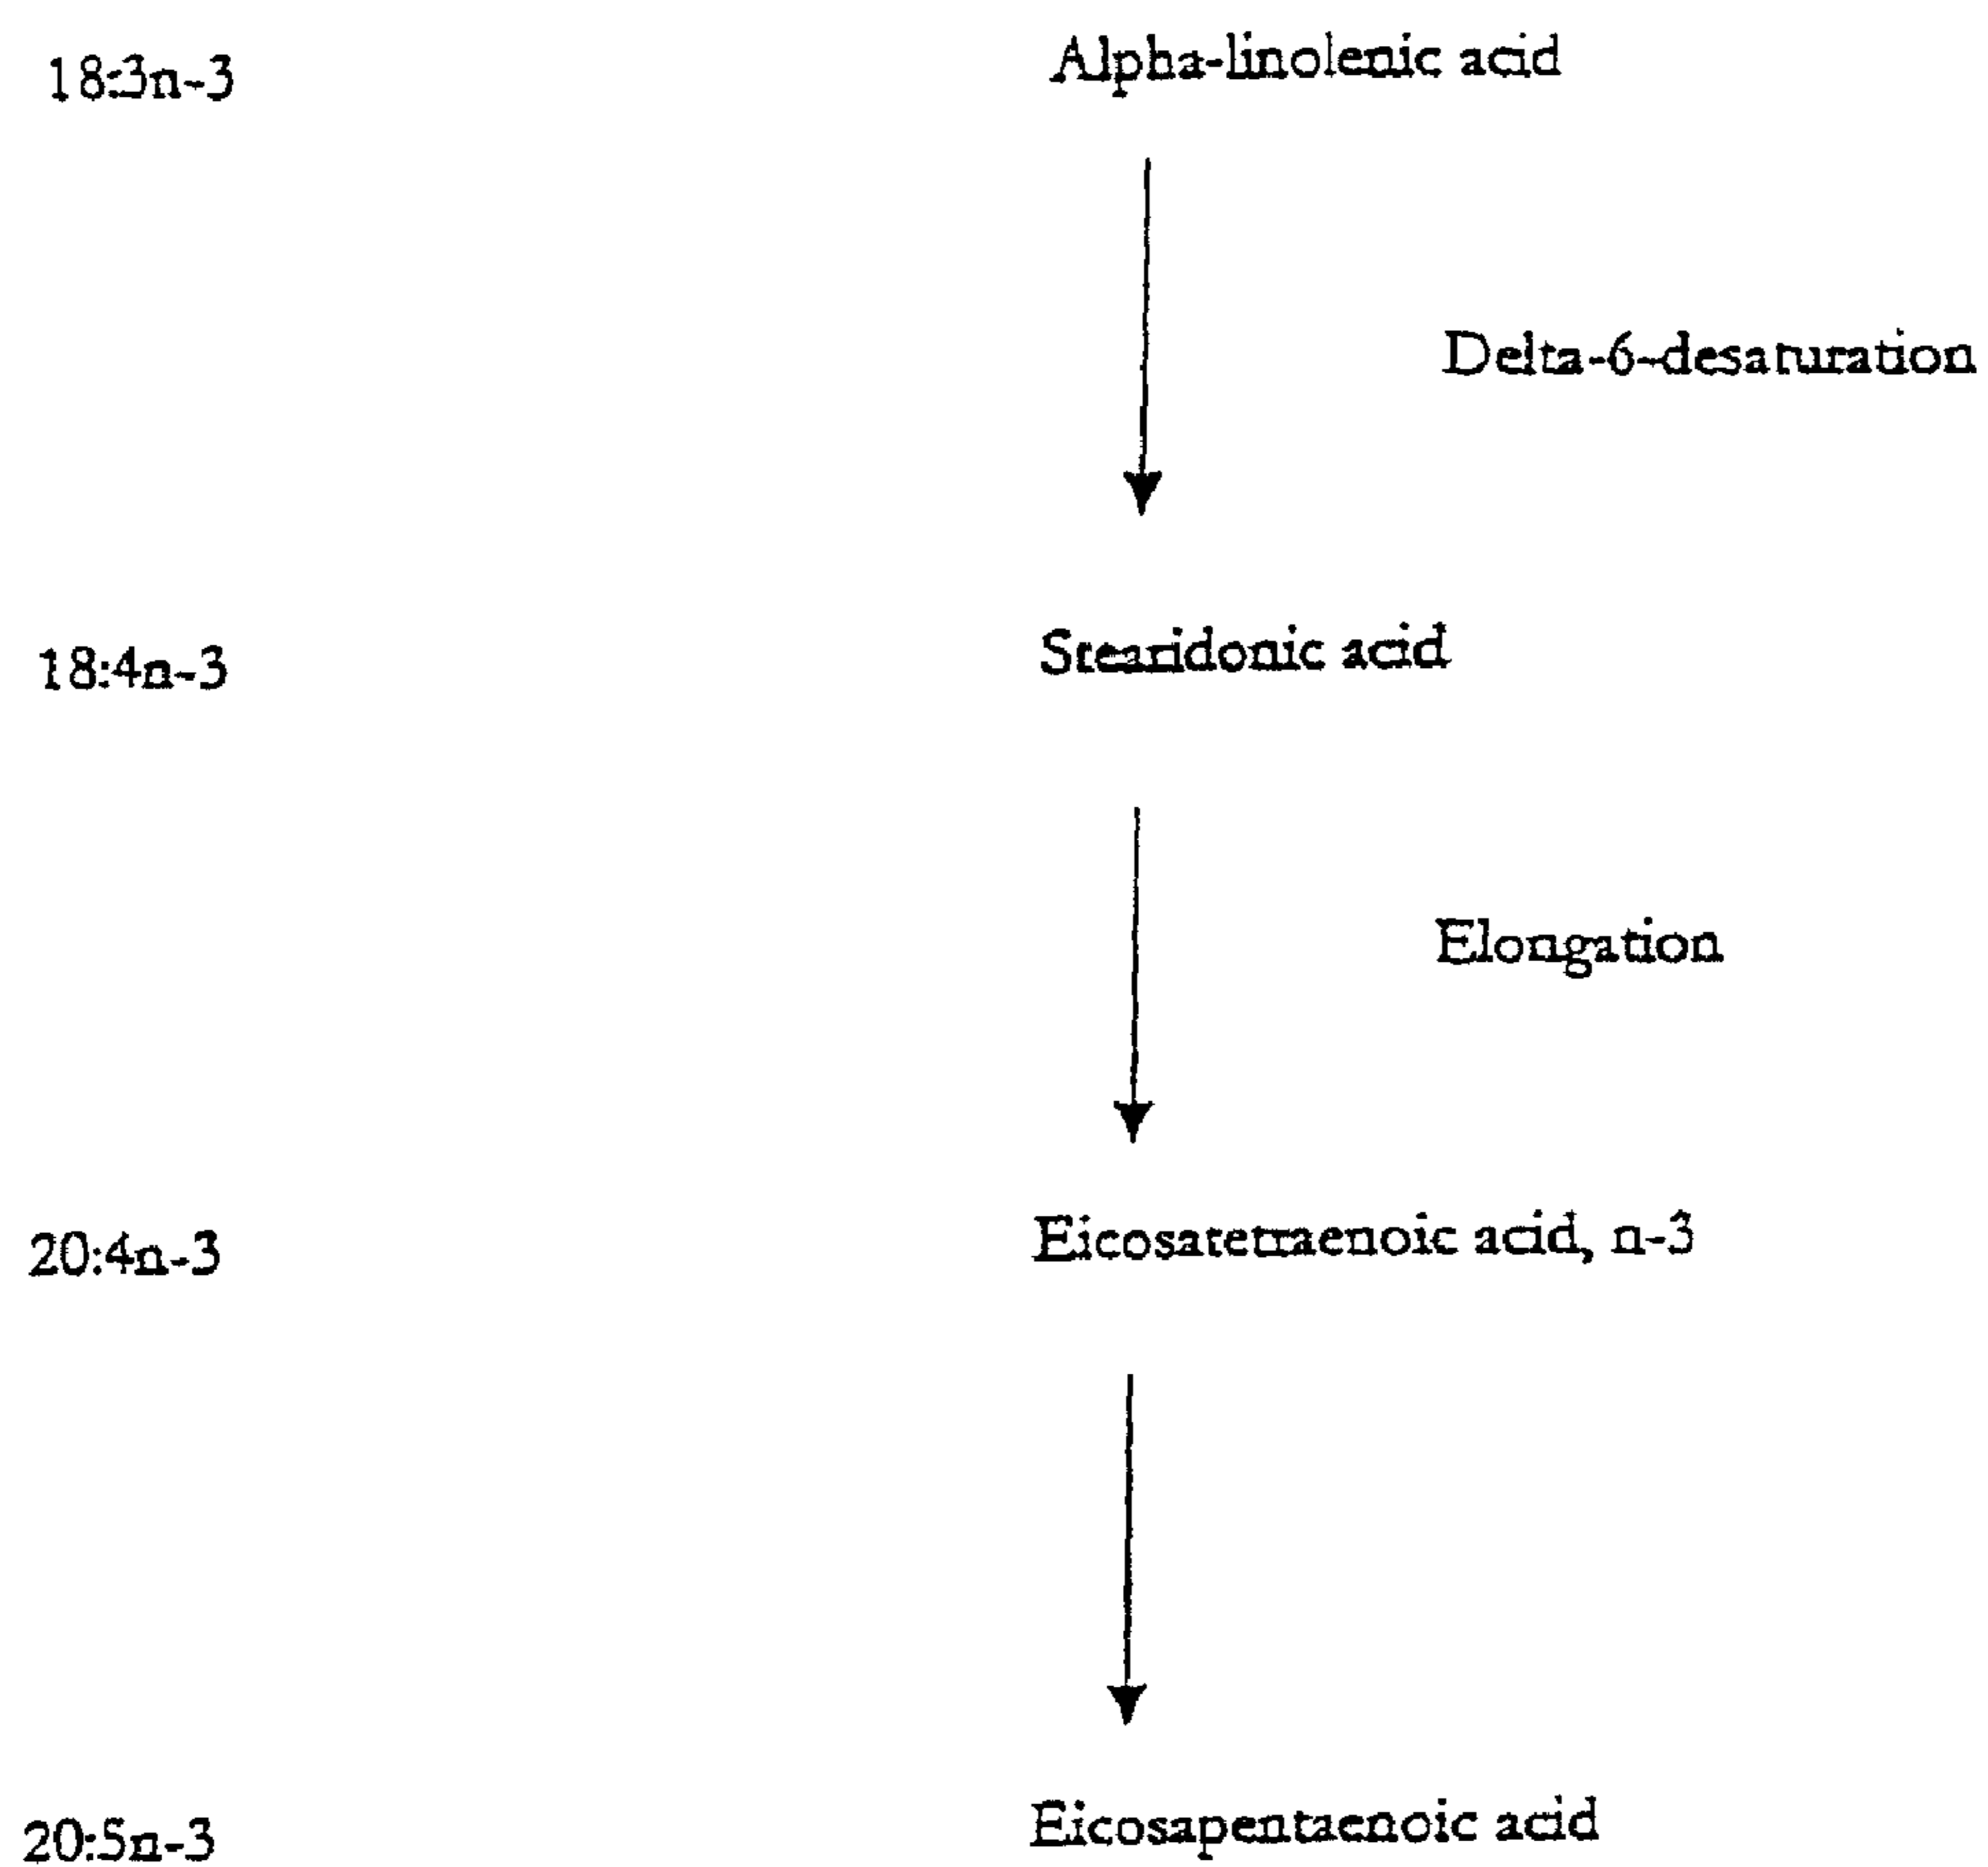 18:3n-3 Alpha-linolenic acid
Delta-6-desaturation
18:4n-3 Stearidonic acid
Elongation
20:4n-3 Eicosatetraenoic acid, n-3
20:5n-3 Eicosapentaenoic acid